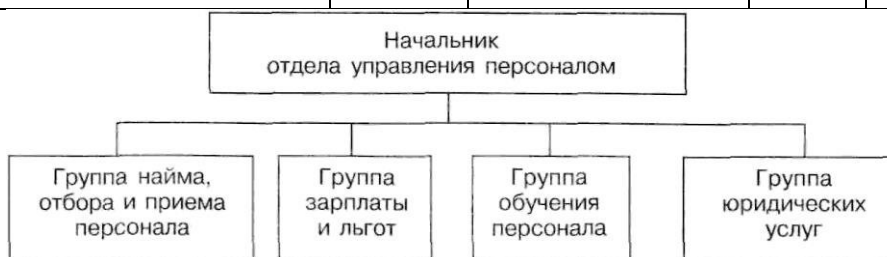 Начальник
отдела управления персоналом
Группа найма,
отбора и приема
персонала
Группа
зарплаты
и льгот
Группа
обучения
персонала
Группа
юридических
услуг